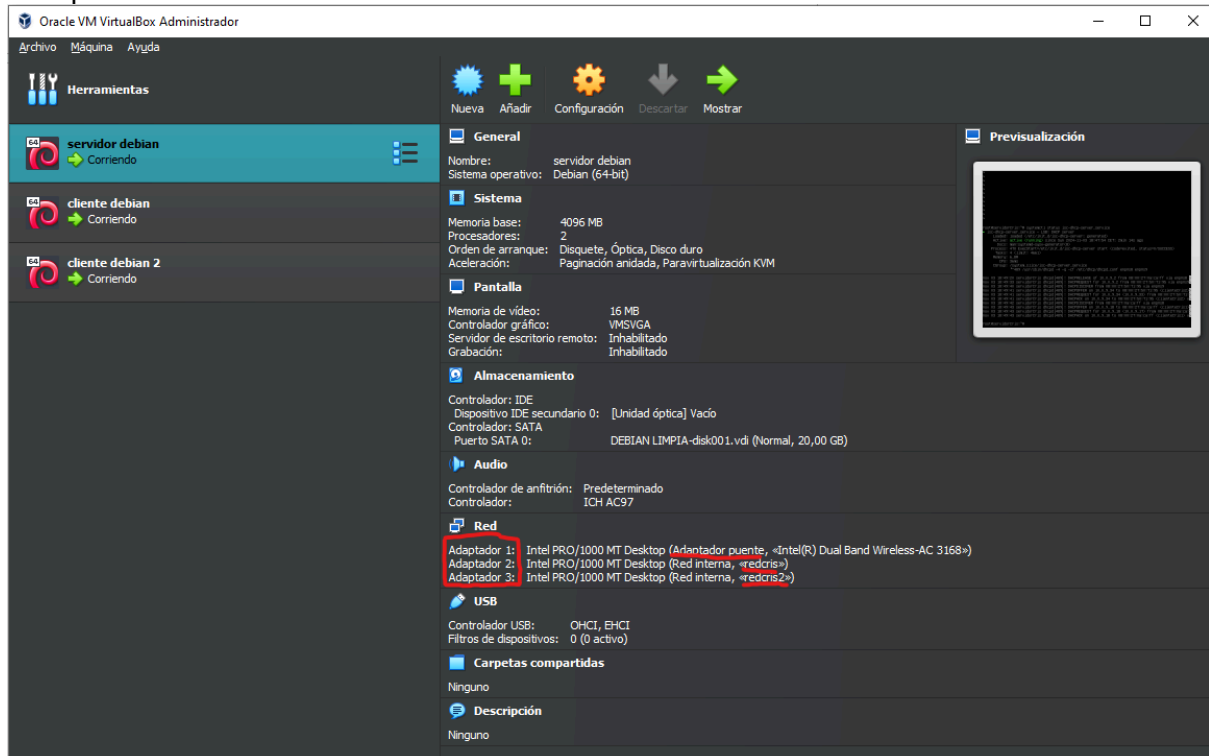 Oracle VM VirtualBox Administrador
Archivo Máquina Ayuda
Herramientas
Nueva Añadir Configuración Descartar Mostrar
64 servidor debian
Corriendo
64 cliente debian
Corriendo
64 cliente debian 2
Corriendo
General
Nombre: servidor debian
Sistema operativo: Debian (64-bit)
Previsualización
Sistema
Memoria base: 4096 MB
Procesadores: 2
Orden de arranque: Disquete, Óptica, Disco duro
Aceleración: Paginación anidada, Paravirtualización KVM
Pantalla
Memoria de vídeo: 16 MB
Controlador gráfico: VMSVGA
Servidor de escritorio remoto: Inhabilitado
Grabación: Inhabilitado
Almacenamiento
Controlador: IDE
Dispositivo IDE secundario 0: [Unidad óptica] Vacío
Controlador: SATA
Puerto SATA 0: DEBIAN LIMPIA-disk001.vdi (Normal, 20,00 GB)
Audio
Controlador de anfitrión: Predeterminado
Controlador: ICH AC97
Red
Adaptador 1: Intel PRO/1000 MT Desktop (Adaptador puente, «Intel(R) Dual Band Wireless-AC 3168»)
Adaptador 2: Intel PRO/1000 MT Desktop (Red interna, «redcris»)
Adaptador 3: Intel PRO/1000 MT Desktop (Red interna, «redcris2»)
USB
Controlador USB: OHCI, EHCI
Filtros de dispositivos: 0 (0 activo)
Carpetas compartidas
Ninguno
Descripción
Ninguno